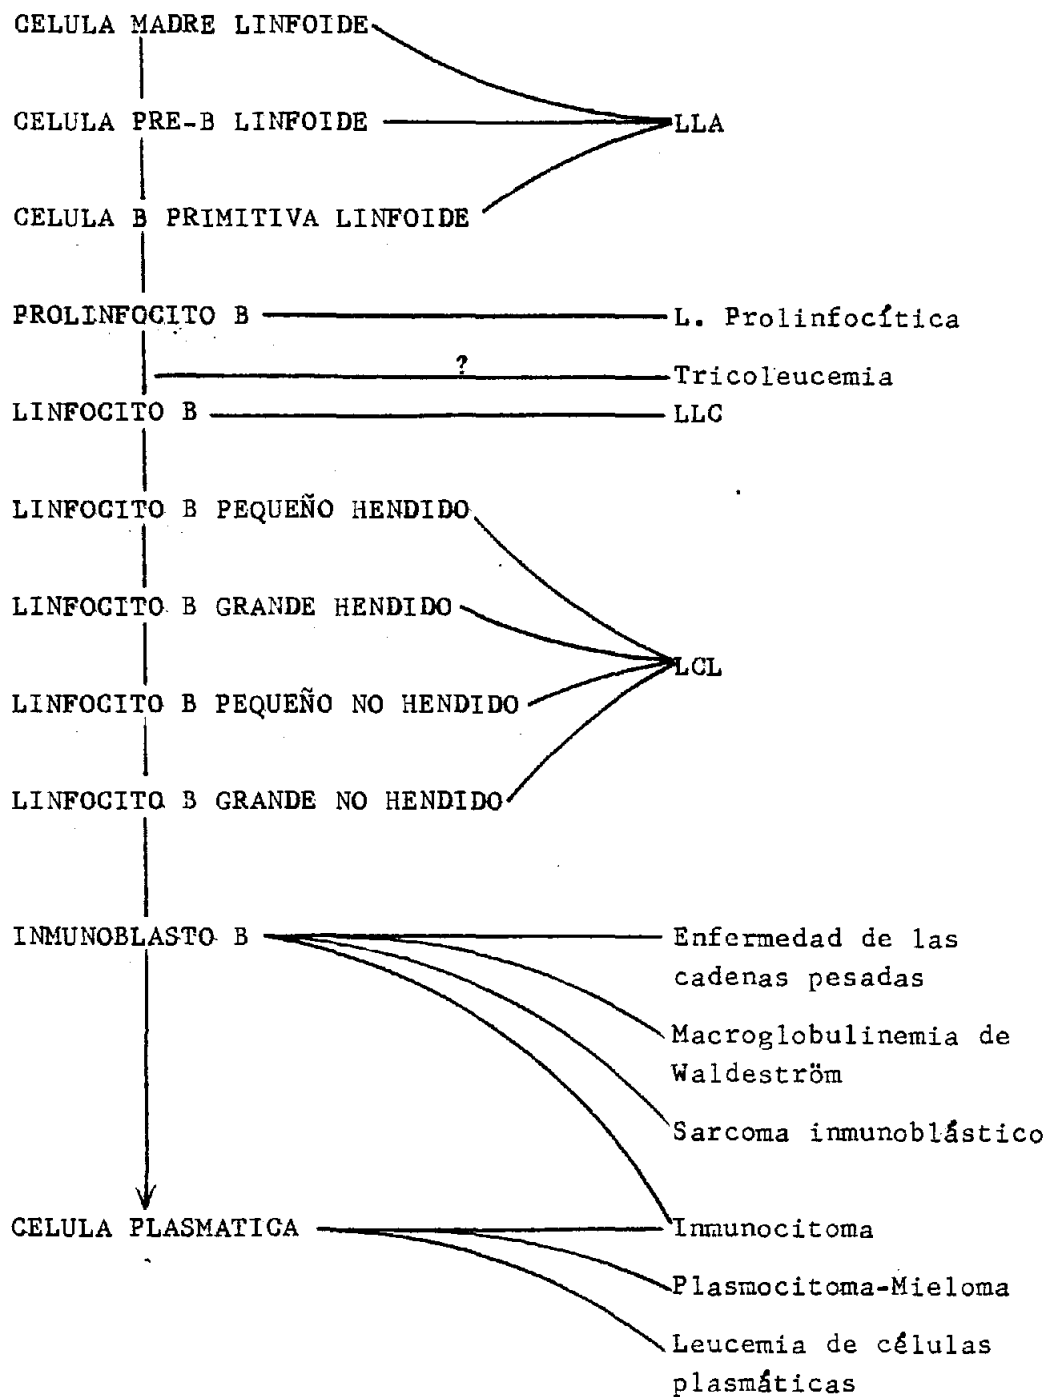 CELULA MADRE LINFOIDE
CELULA PRE-B LINFOIDE
LLA
CELULA B PRIMITIVA LINFOIDE
PROLINFOCITO B
L. Prolinfocítica
?
Tricoleucemia
LINFOCITO B
LLC
LINFOCITO B PEQUEÑO HENDIDO
LINFOCITO B GRANDE HENDIDO
LCL
LINFOCITO B PEQUEÑO NO HENDIDO
LINFOCITO B GRANDE NO HENDIDO
INMUNOBLASTO B
Enfermedad de las
cadenas pesadas
Macroglobulinemia de
Waldeström
Sarcoma inmunoblástico
CELULA PLASMATICA
Inmunocitoma
Plasmocitoma-Mieloma
Leucemia de células
plasmáticas